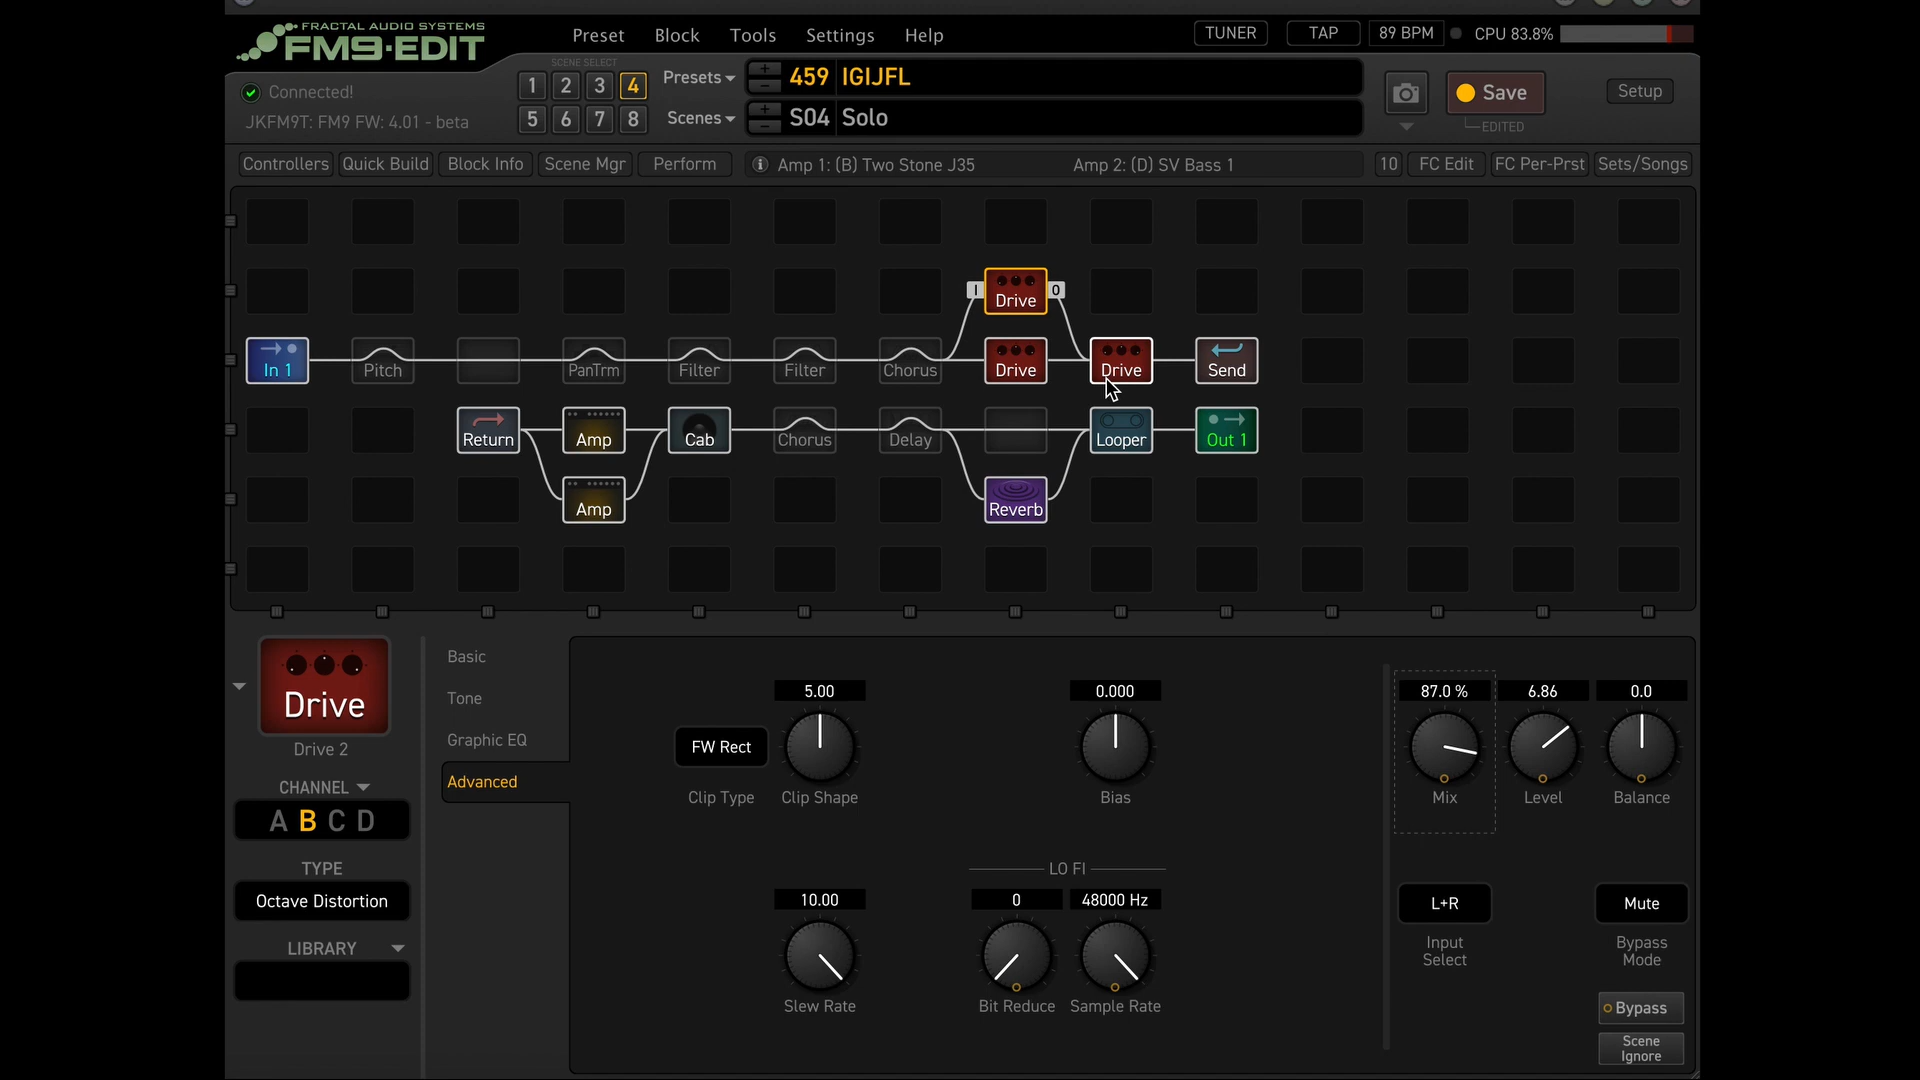 FRACTAL AUDIO SYSTEMS
FM9-EDIT
Preset Block Tools Settings Help
TUNER TAP 89 BPM CPU 83.8%
SCENE SELECT
1 2 3 4
5 6 7 8
Presets + - 459 IGIJFL
Scenes + - S04 Solo
Connected!
JKFM9T: FM9 FW: 4.01 - beta
Save
EDITED
Setup
Controllers Quick Build Block Info Scene Mgr Perform Amp 1: (B) Two Stone J35 Amp 2: (D) SV Bass 1 10 FC Edit FC Per-Prst Sets/Songs
I Drive O
In 1 Pitch PanTrm Filter Filter Chorus Drive Drive Send
Return Amp Cab Chorus Delay Looper Out 1
Amp Reverb
Drive
Drive 2
CHANNEL
A B C D
TYPE
Octave Distortion
LIBRARY
Basic
Tone
Graphic EQ
Advanced
5.00 0.000
FW Rect
Clip Type Clip Shape Bias
LO FI
10.00 0 48000 Hz
Slew Rate Bit Reduce Sample Rate
87.0 % 6.86 0.0
Mix Level Balance
L+R Mute
Input Select
Bypass Mode
Bypass
Scene Ignore